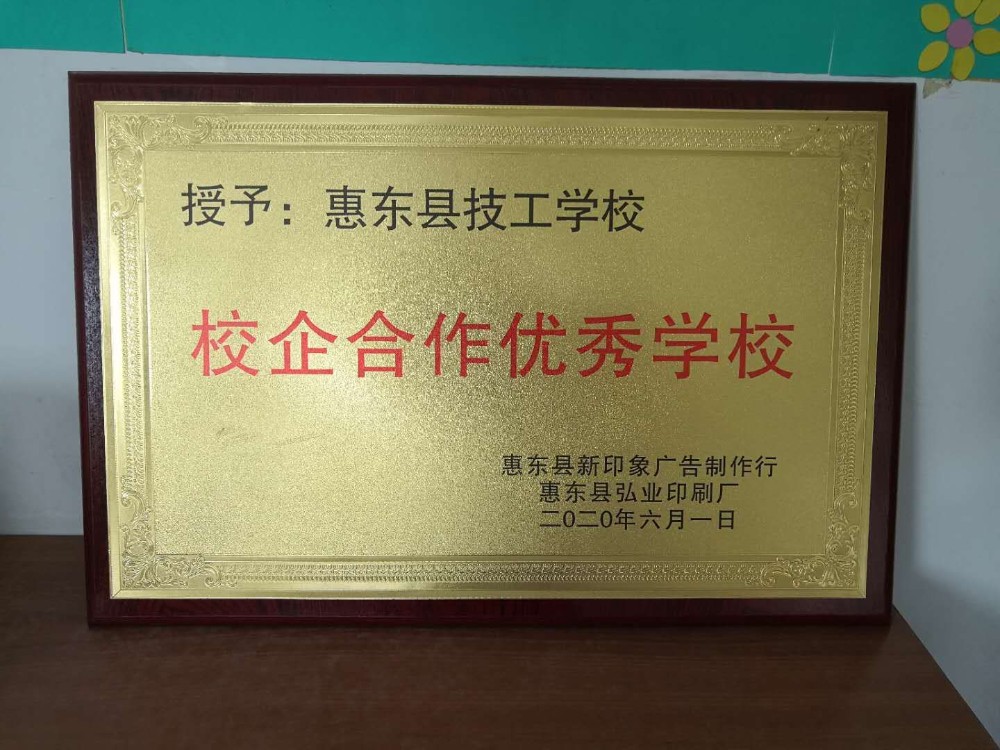 授予：惠东县技工学校
校企合作优秀学校
惠东县新印象广告制作行
惠东县弘业印刷厂
二〇二〇年六月一日